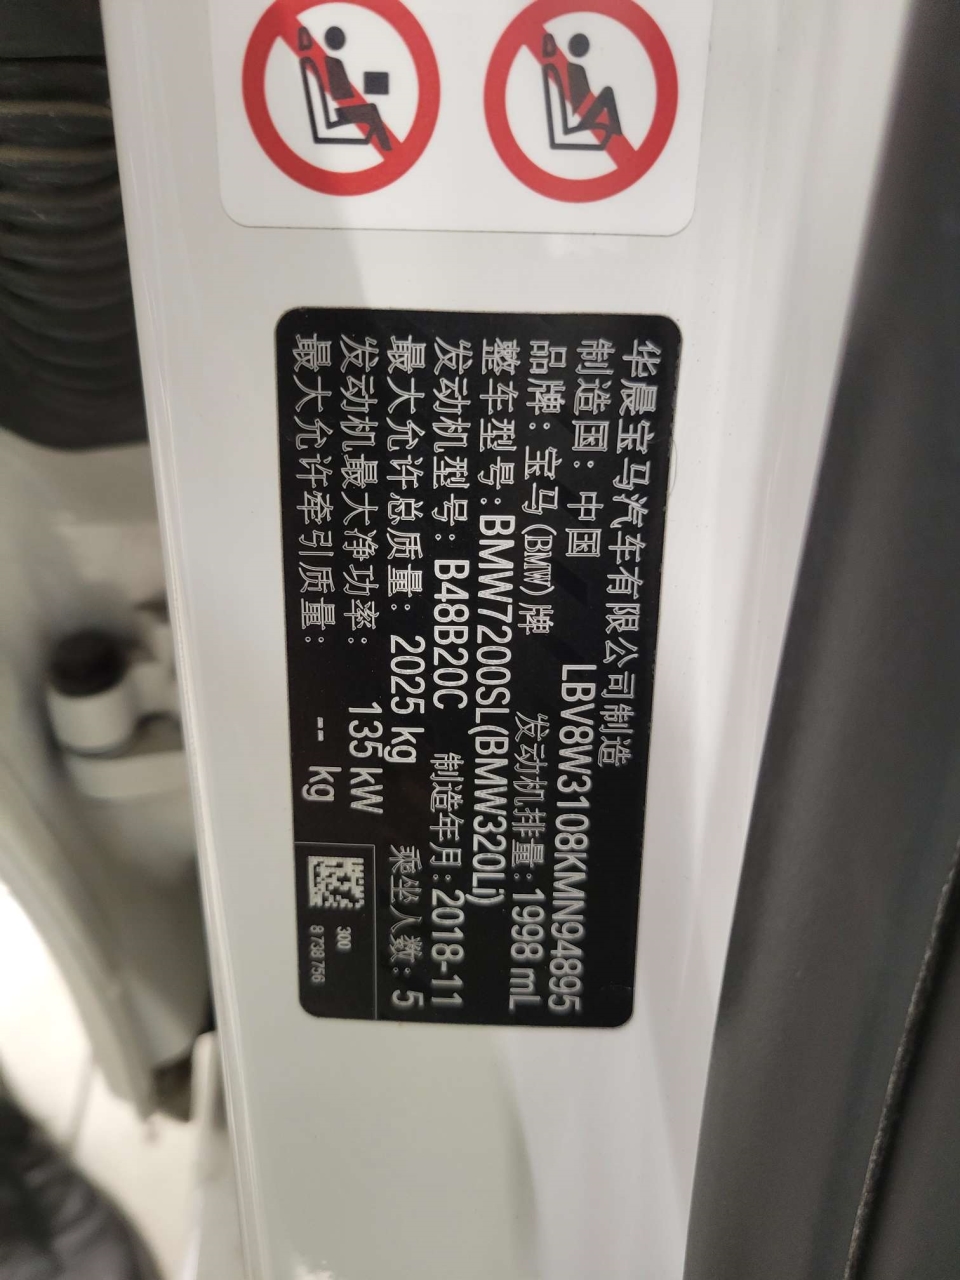 华晨宝马汽车有限公司制造
制造国：中国 LBV8W3108KMN94895
品牌：宝马(BMW)牌 发动机排量：1998 mL
整车型号：BMW7200SL(BMW320Li)
发动机型号：B48B20C 制造年月：2018-11
最大允许总质量：2025 kg 乘坐人数：5
发动机最大净功率：135 kW
最大允许牵引质量：-- kg
300
8 738 756